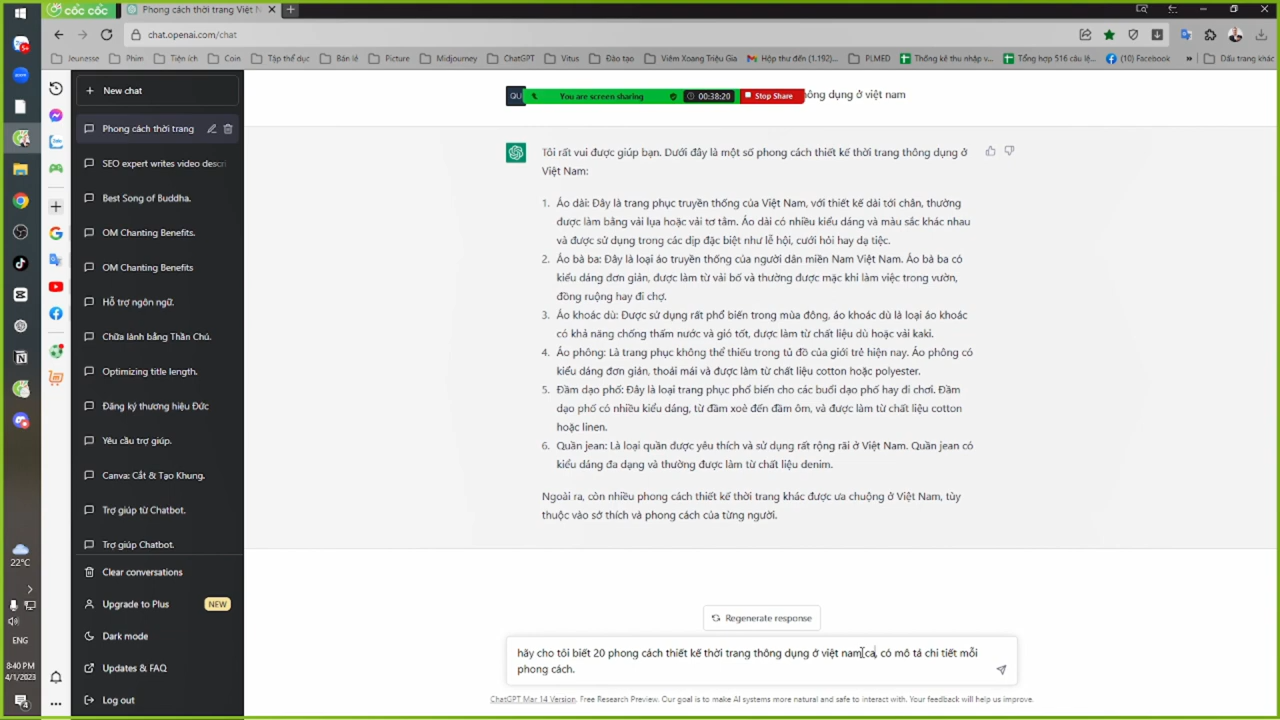 cốc cốc
Phong cách thời trang Việt N
chat.openai.com/chat
Jeunesse
Phim
Tiện ích
Coin
Tập thể dục
Bán lẻ
Picture
Midjourney
ChatGPT
Vitus
Đào tạo
Viêm Xoang Triệu Gia
Hộp thư đến (1.192)...
PLMED
Thống kê thu nhập v...
Tổng hợp 516 câu lệ...
(10) Facebook
Dấu trang khác
New chat
QU
You are screen sharing
00:38:20
Stop Share
hông dụng ở việt nam
Phong cách thời trang
SEO expert writes video descri
Best Song of Buddha.
OM Chanting Benefits.
OM Chanting Benefits
Hỗ trợ ngôn ngữ.
Chữa lành bằng Thần Chú.
Optimizing title length.
Đăng ký thương hiệu Đức
Yêu cầu trợ giúp.
Canva: Cắt & Tạo Khung.
Trợ giúp từ Chatbot.
Trợ giúp Chatbot.
Clear conversations
Upgrade to Plus
NEW
Dark mode
Updates & FAQ
Log out
Tôi rất vui được giúp bạn. Dưới đây là một số phong cách thiết kế thời trang thông dụng ở
Việt Nam:
1. Áo dài: Đây là trang phục truyền thống của Việt Nam, với thiết kế dài tới chân, thường
được làm bằng vải lụa hoặc vải tơ tằm. Áo dài có nhiều kiểu dáng và màu sắc khác nhau
và được sử dụng trong các dịp đặc biệt như lễ hội, cưới hỏi hay dạ tiệc.
2. Áo bà ba: Đây là loại áo truyền thống của người dân miền Nam Việt Nam. Áo bà ba có
kiểu dáng đơn giản, được làm từ vải bố và thường được mặc khi làm việc trong vườn,
đồng ruộng hay đi chợ.
3. Áo khoác dù: Được sử dụng rất phổ biến trong mùa đông, áo khoác dù là loại áo khoác
có khả năng chống thấm nước và gió tốt, được làm từ chất liệu dù hoặc vải kaki.
4. Áo phông: Là trang phục không thể thiếu trong tủ đồ của giới trẻ hiện nay. Áo phông có
kiểu dáng đơn giản, thoải mái và được làm từ chất liệu cotton hoặc polyester.
5. Đầm dạo phố: Đây là loại trang phục phổ biến cho các buổi dạo phố hay đi chơi. Đầm
dạo phố có nhiều kiểu dáng, từ đầm xoè đến đầm ôm, và được làm từ chất liệu cotton
hoặc linen.
6. Quần jean: Là loại quần được yêu thích và sử dụng rất rộng rãi ở Việt Nam. Quần jean có
kiểu dáng đa dạng và thường được làm từ chất liệu denim.
Ngoài ra, còn nhiều phong cách thiết kế thời trang khác được ưa chuộng ở Việt Nam, tùy
thuộc vào sở thích và phong cách của từng người.
Regenerate response
hãy cho tôi biết 20 phong cách thiết kế thời trang thông dụng ở việt nam ca, có mô tả chi tiết mỗi
phong cách.
ChatGPT Mar 14 Version. Free Research Preview. Our goal is to make AI systems more natural and safe to interact with. Your feedback will help us improve.
22°C
ENG
8:40 PM
4/1/2023